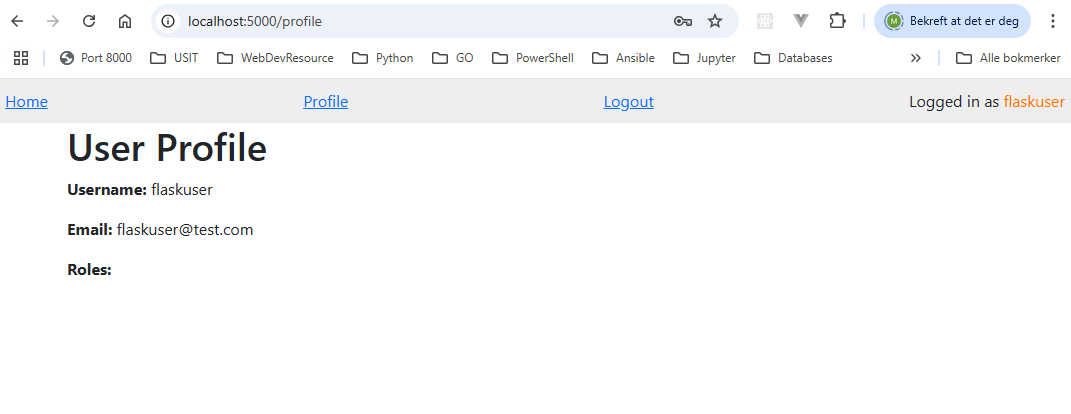 localhost:5000/profile
Bekreft at det er deg
Port 8000 USIT WebDevResource Python GO PowerShell Ansible Jupyter Databases » Alle bokmerker
Home Profile Logout Logged in as flaskuser
User Profile
Username: flaskuser
Email: flaskuser@test.com
Roles: